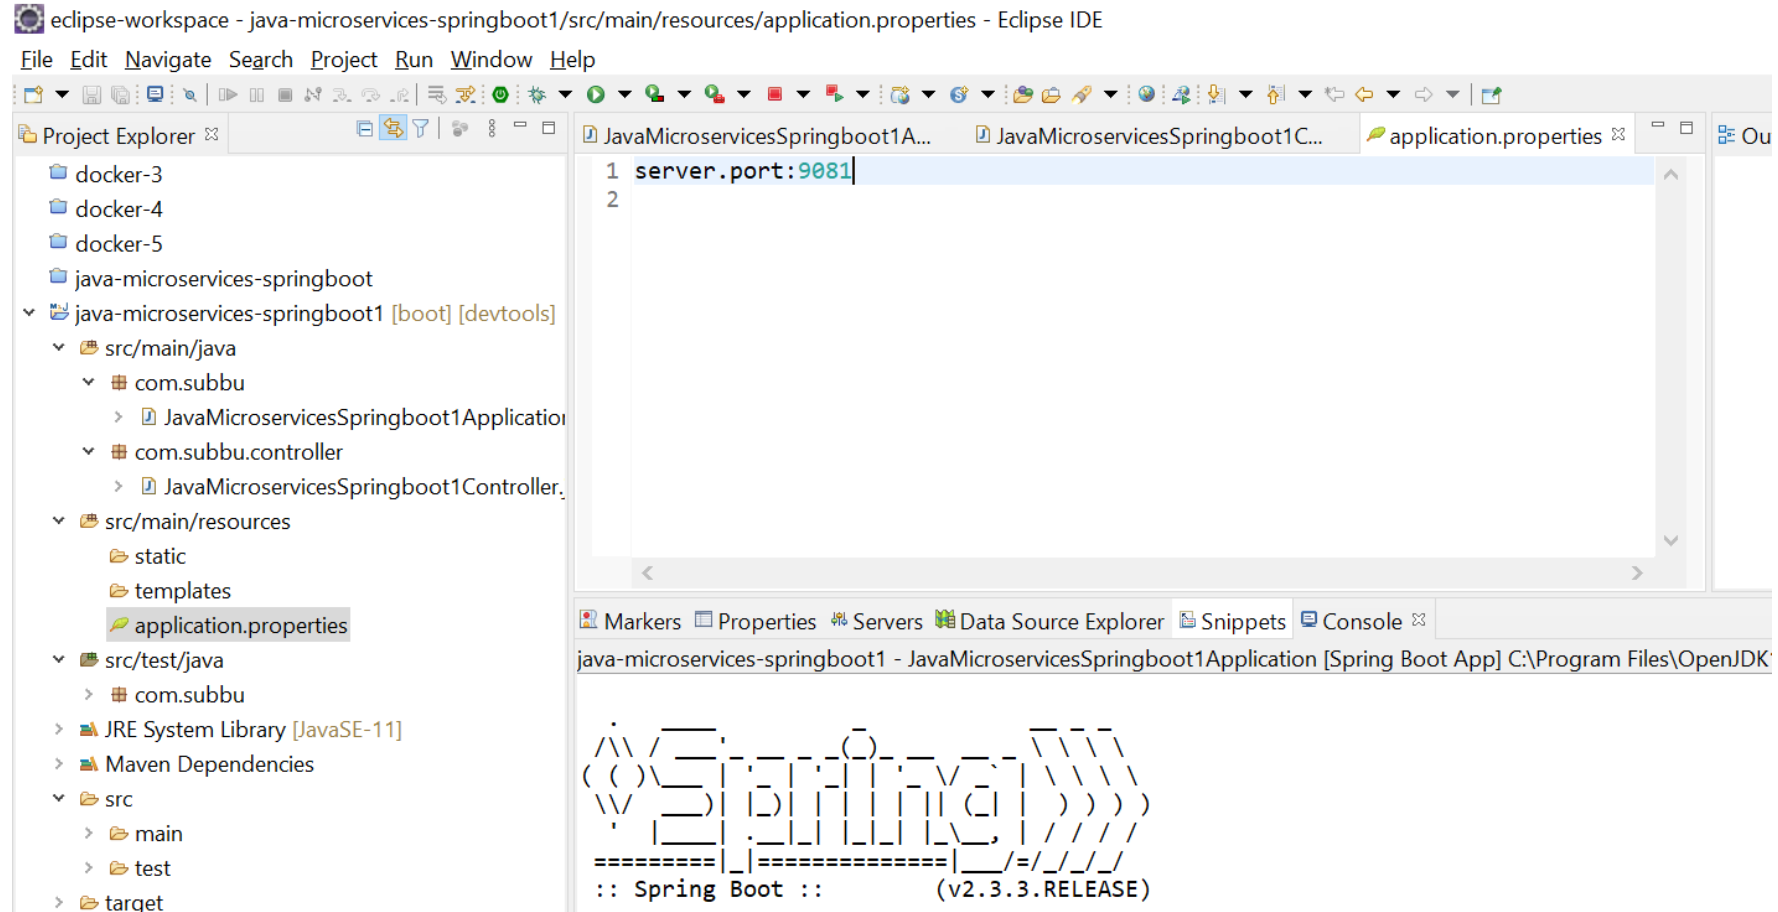 eclipse-workspace - java-microservices-springboot1/src/main/resources/application.properties - Eclipse IDE
File Edit Navigate Search Project Run Window Help
Project Explorer
docker-3
docker-4
docker-5
java-microservices-springboot
java-microservices-springboot1 [boot] [devtools]
src/main/java
com.subbu
JavaMicroservicesSpringboot1Application
com.subbu.controller
JavaMicroservicesSpringboot1Controller.
src/main/resources
static
templates
application.properties
src/test/java
com.subbu
JRE System Library [JavaSE-11]
Maven Dependencies
src
main
test
target
JavaMicroservicesSpringboot1A... JavaMicroservicesSpringboot1C... application.properties
1 server.port:9081
2
Ou
Markers Properties Servers Data Source Explorer Snippets Console
java-microservices-springboot1 - JavaMicroservicesSpringboot1Application [Spring Boot App] C:\Program Files\OpenJDK
Spring
:: Spring Boot :: (v2.3.3.RELEASE)